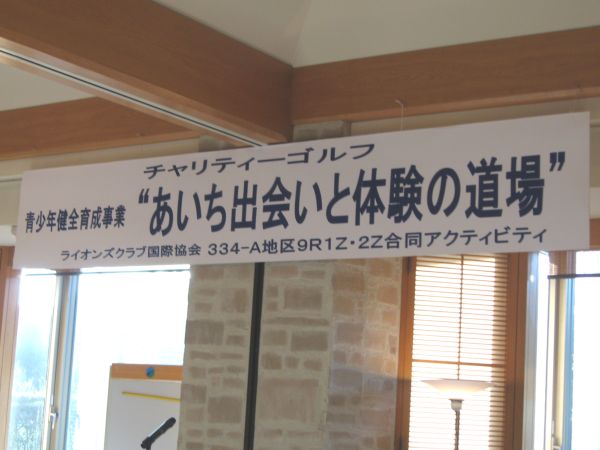 チャリティーゴルフ
青少年健全育成事業 “あいち出会いと体験の道場”
ライオンズクラブ国際協会 334-A地区9R1Z・2Z合同アクティビティ